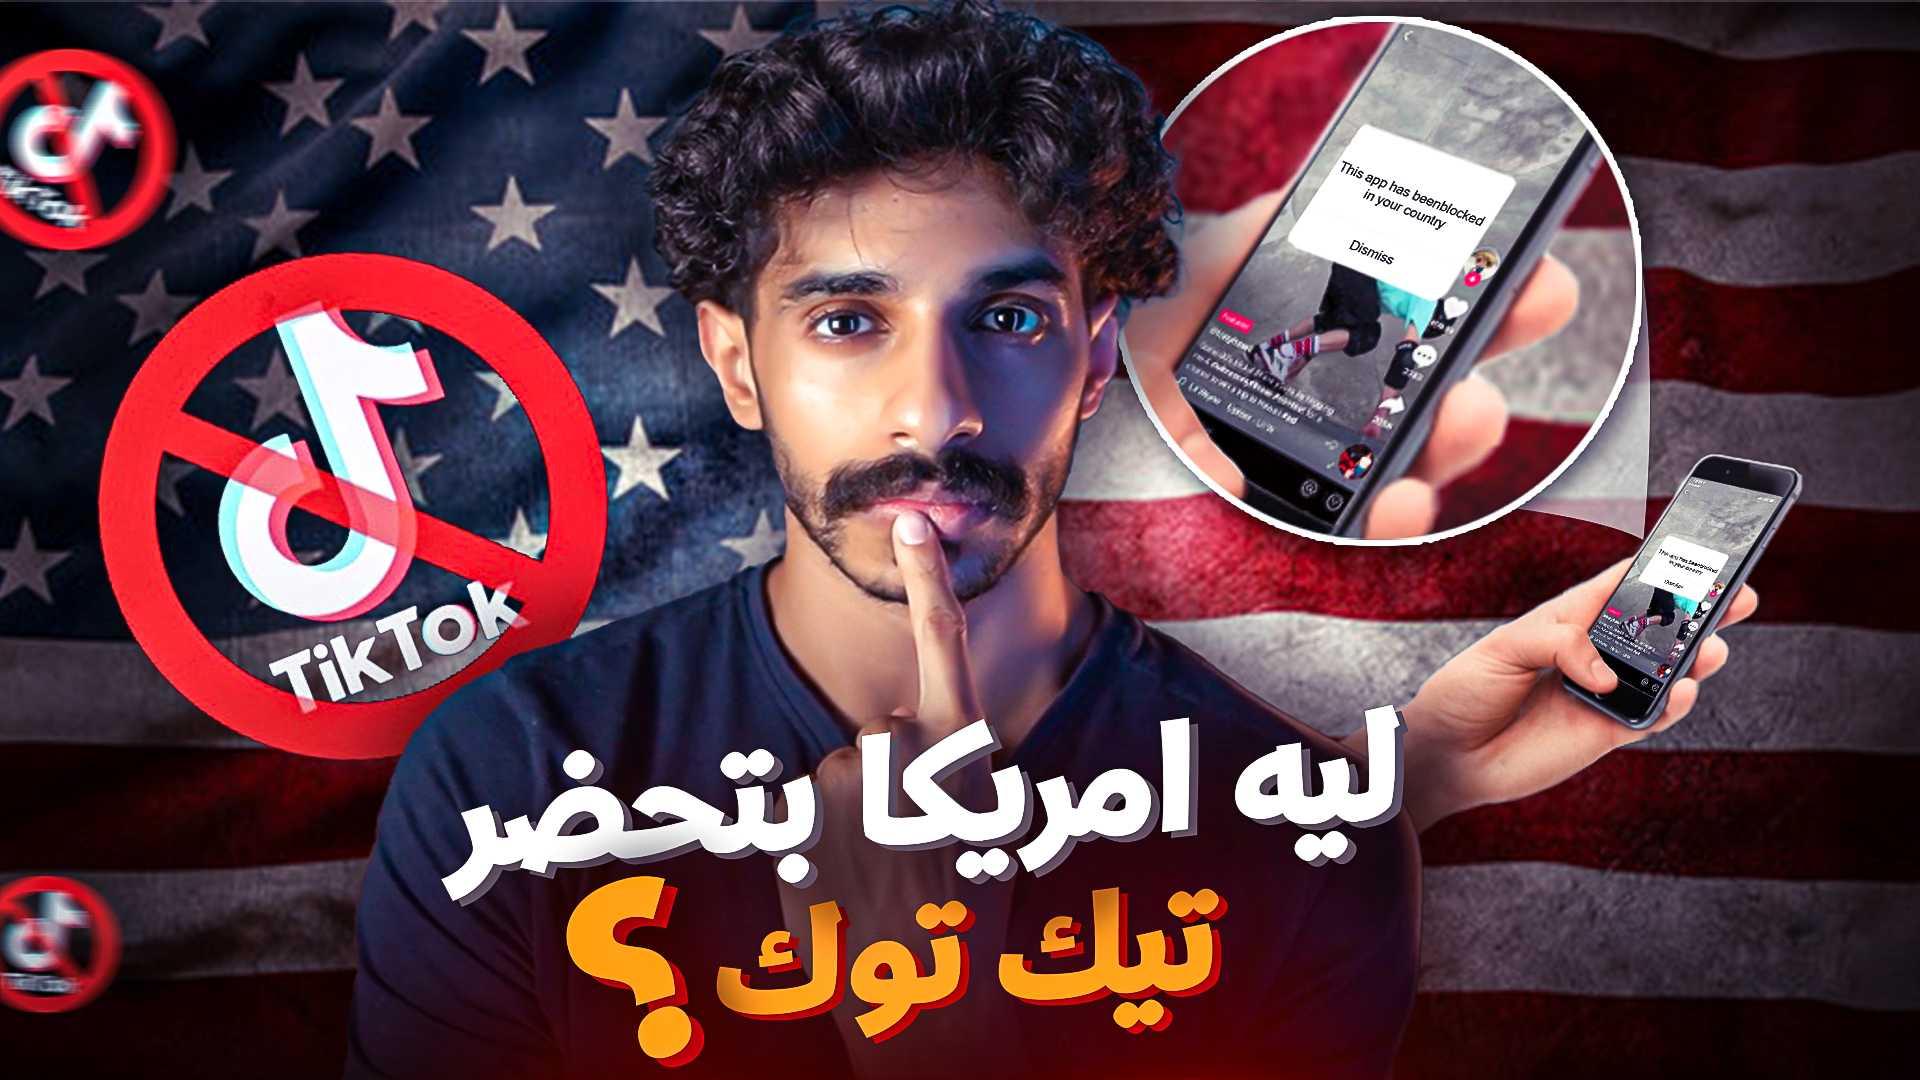 TikTok
This app has beenblocked
in your country
Dismiss
ليه امريكا بتحضر
تيك توك؟